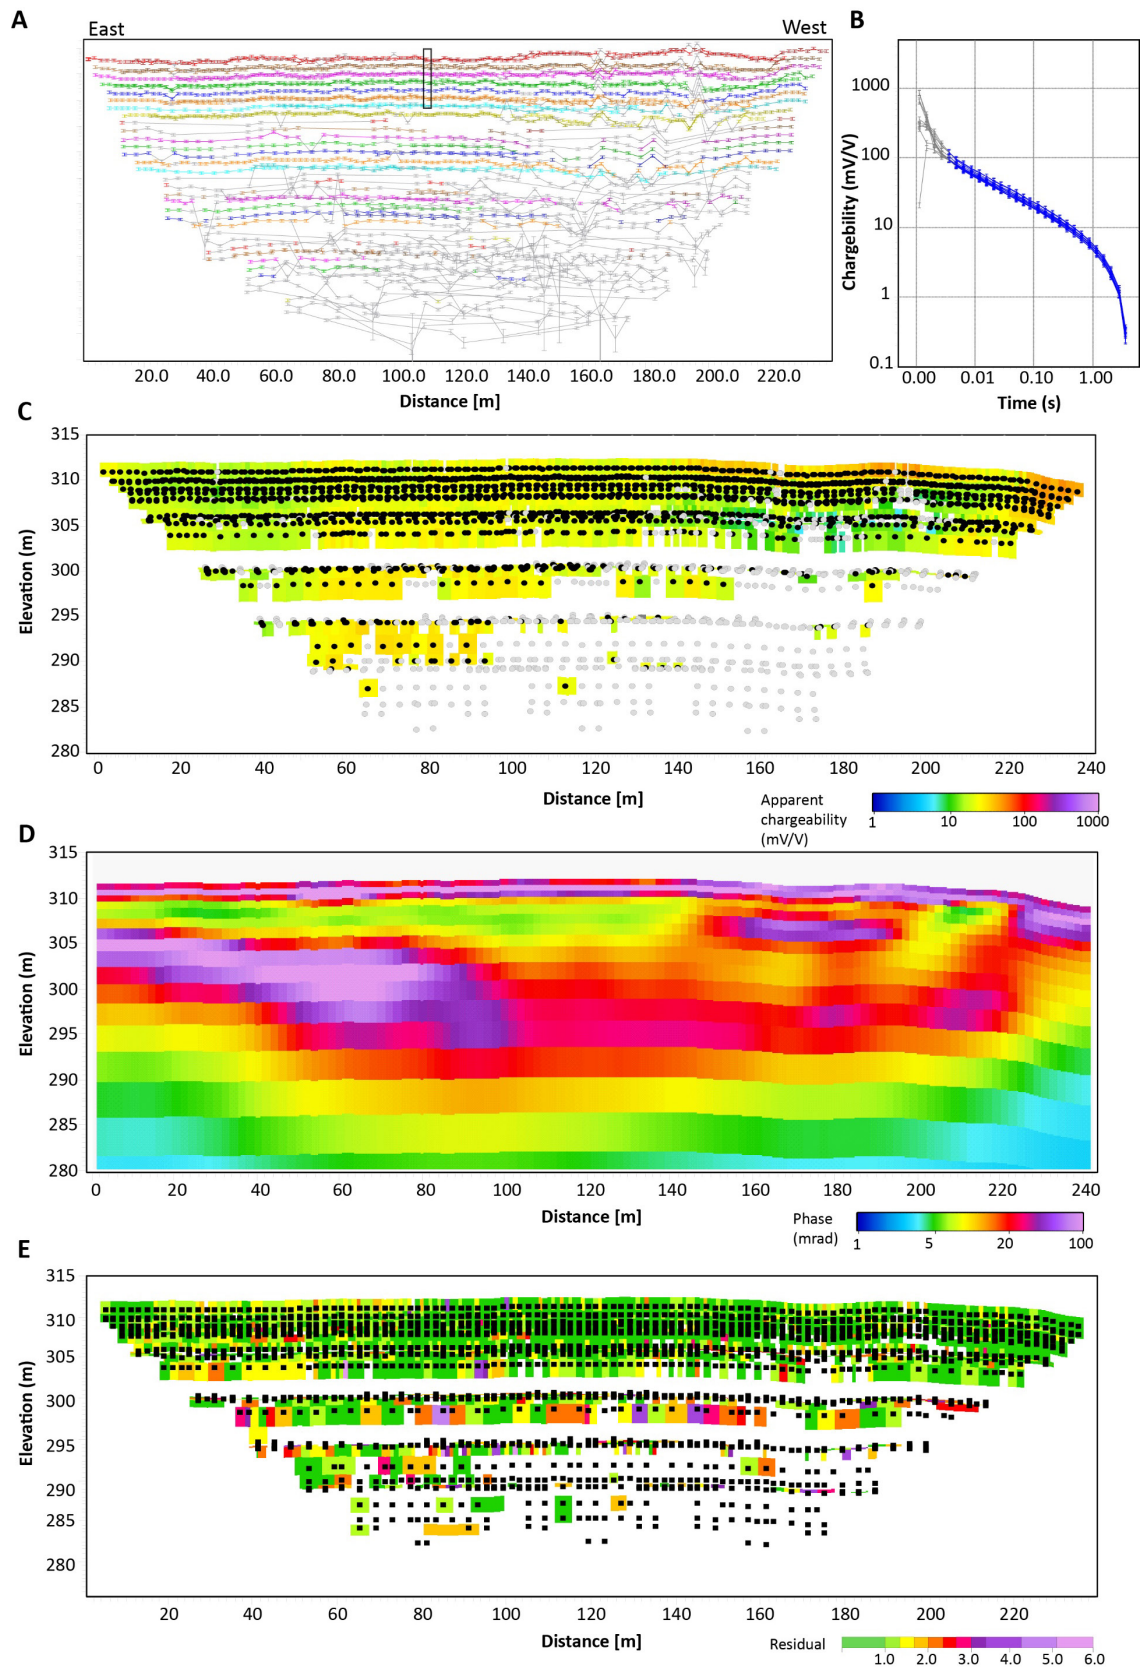 A
East
West
20.0 40.0 60.0 80.0 100.0 120.0 140.0 160.0 180.0 200.0 220.0
Distance [m]
B
1000
100
10
1
0.1
Chargebility (mV/V)
0.00 0.01 0.10 1.00
Time (s)
C
315
310
305
300
295
290
285
280
Elevation (m)
0 20 40 60 80 100 120 140 160 180 200 220 240
Distance [m]
Apparent
chargeability
(mV/V)
1 10 100 1000
D
315
310
305
300
295
290
285
280
Elevation (m)
0 20 40 60 80 100 120 140 160 180 200 220 240
Distance [m]
Phase
(mrad)
1 5 20 100
E
315
310
305
300
295
290
285
280
Elevation (m)
20 40 60 80 100 120 140 160 180 200 220
Distance [m]
Residual
1.0 2.0 3.0 4.0 5.0 6.0